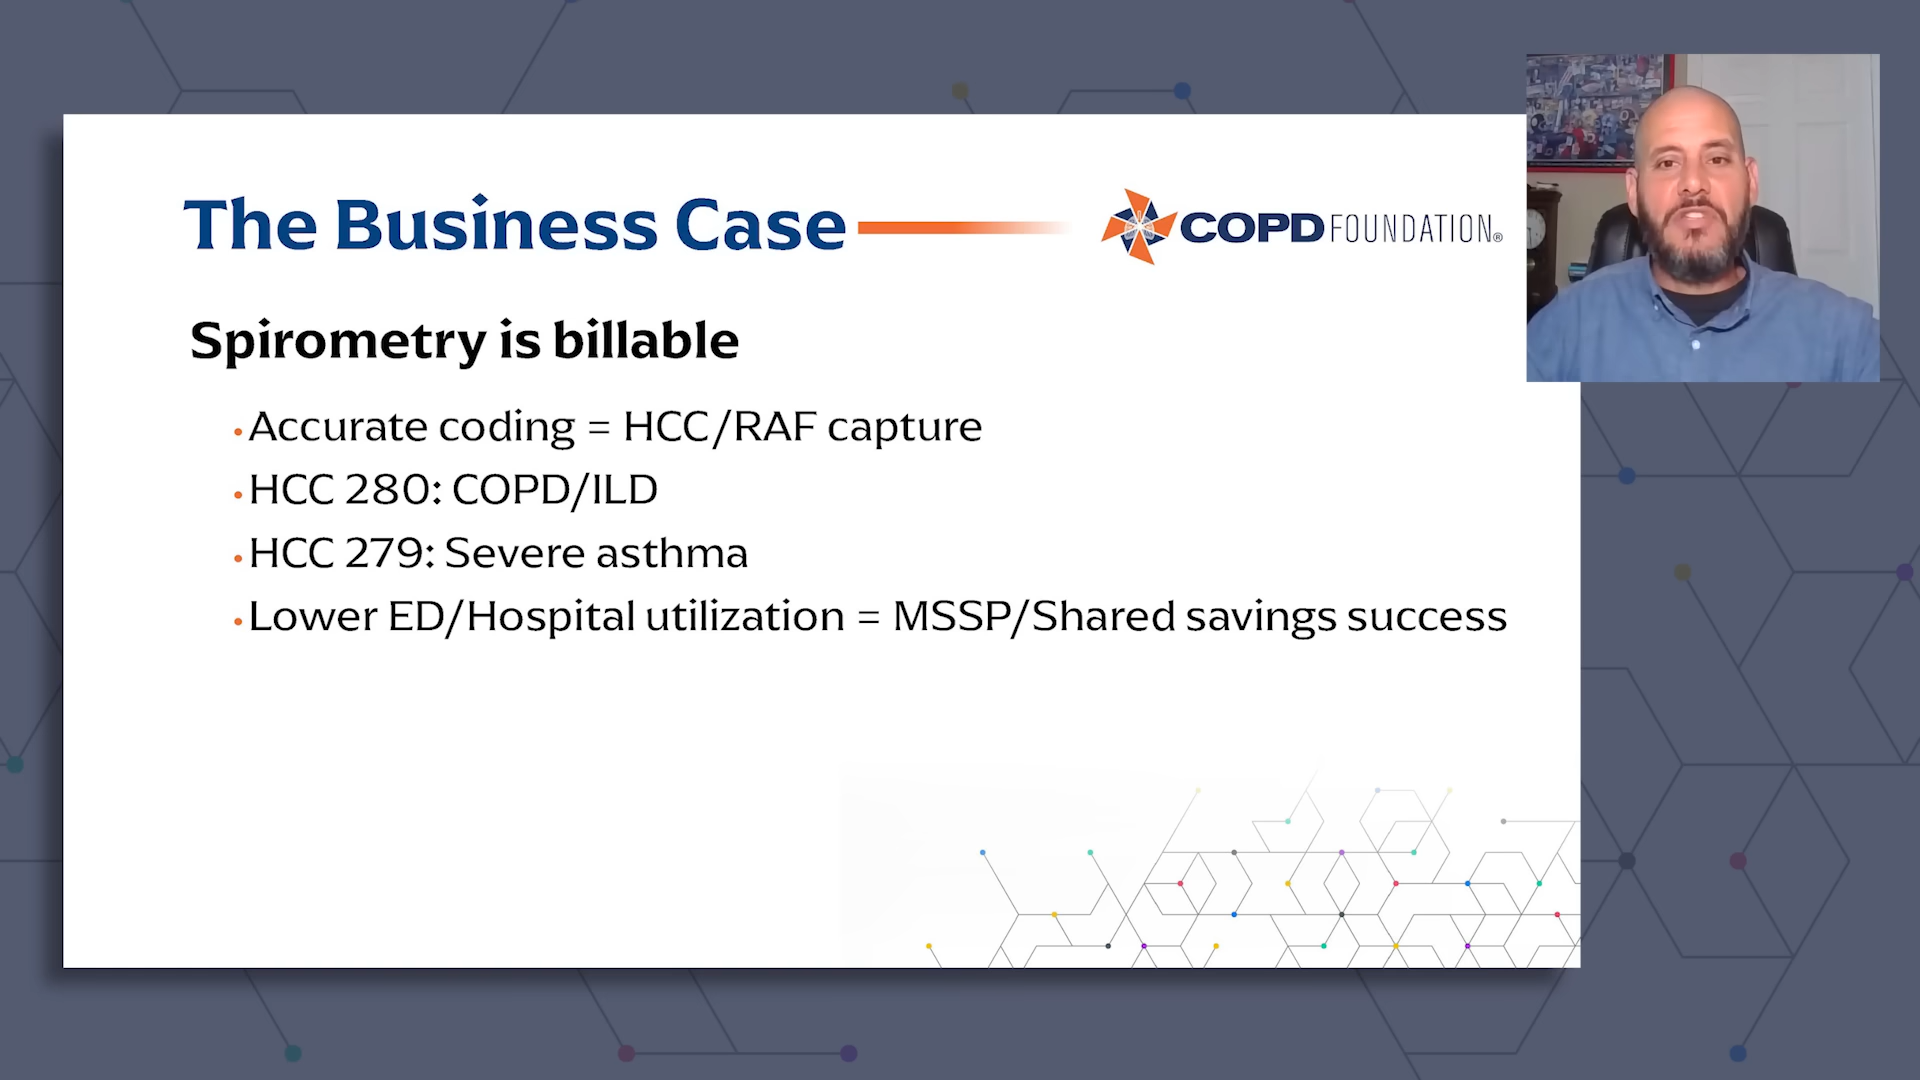 The Business Case
COPD FOUNDATION®
Spirometry is billable
• Accurate coding = HCC/RAF capture
• HCC 280: COPD/ILD
• HCC 279: Severe asthma
• Lower ED/Hospital utilization = MSSP/Shared savings success